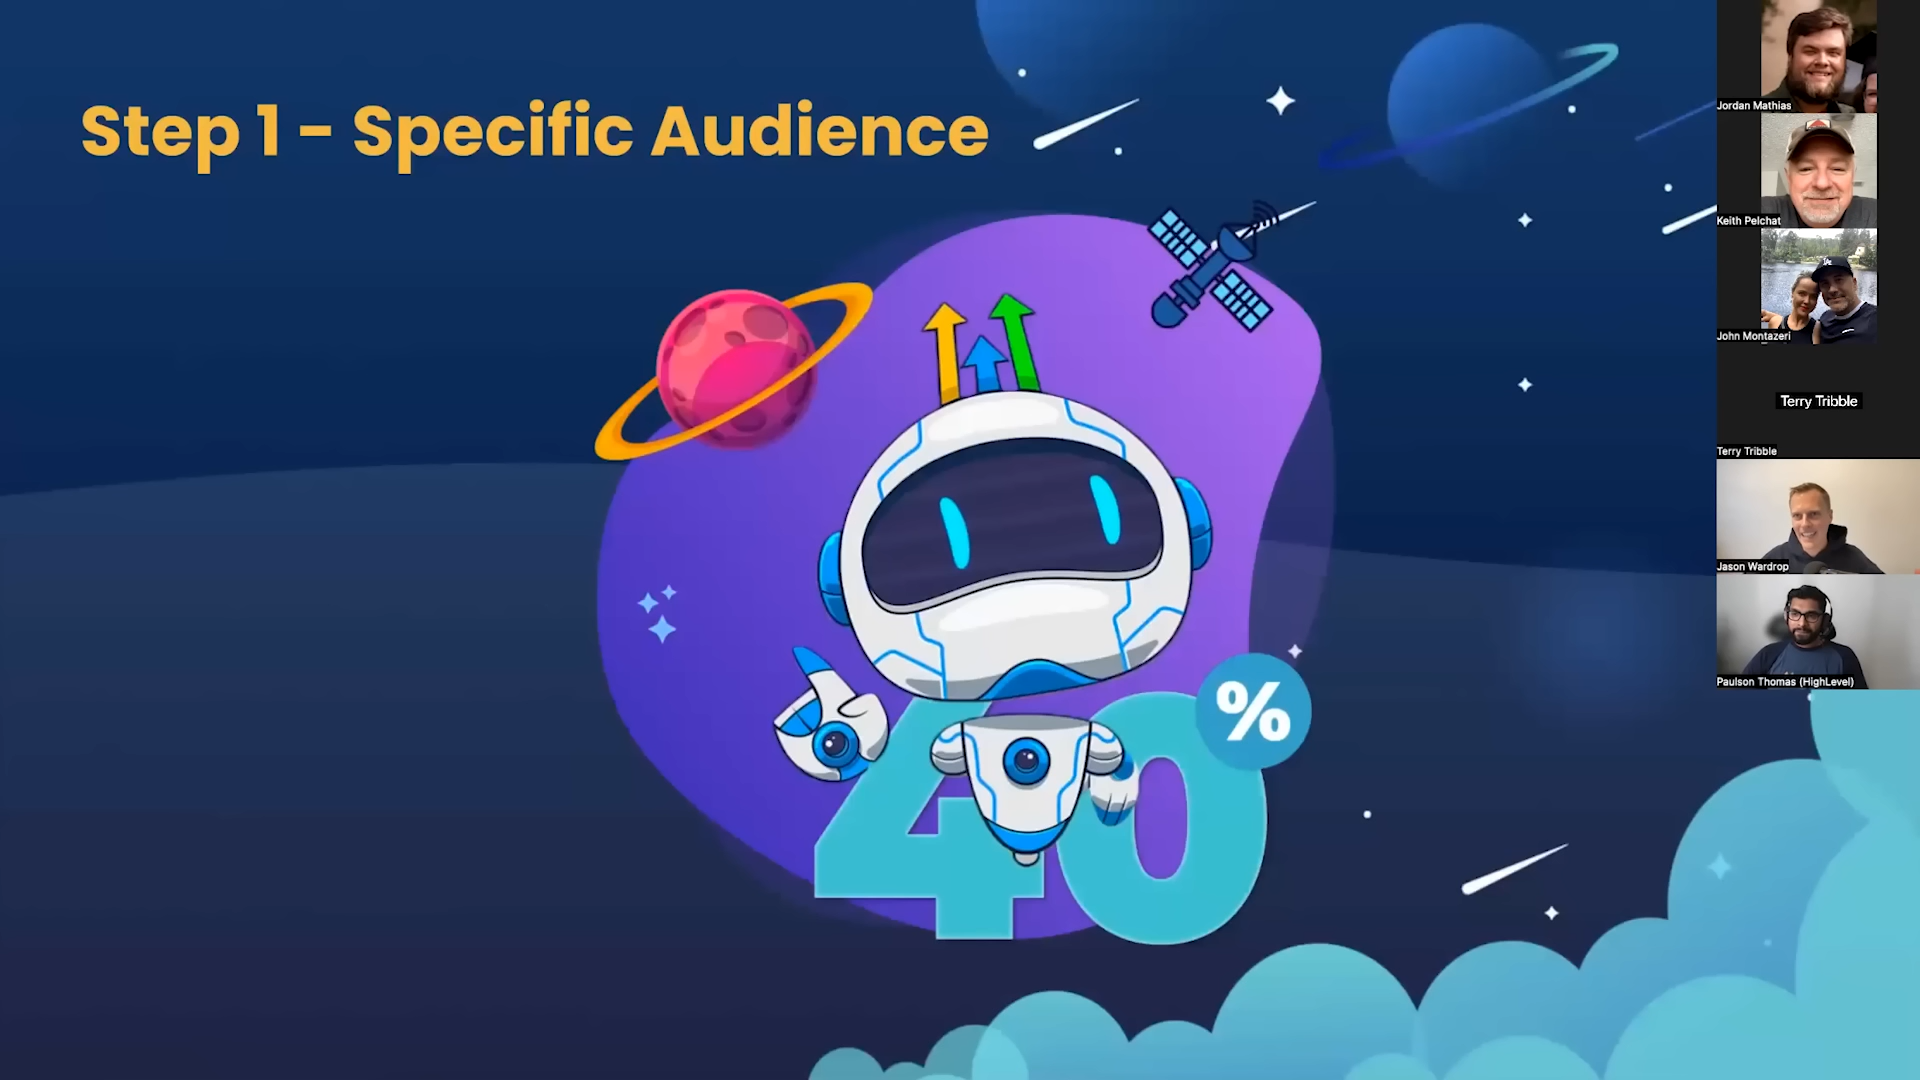 Step 1 - Specific Audience
40
%
Jordan Mathias
Keith Pelchat
John Montazeri
Terry Tribble
Terry Tribble
Jason Wardrop
Paulson Thomas (HighLevel)